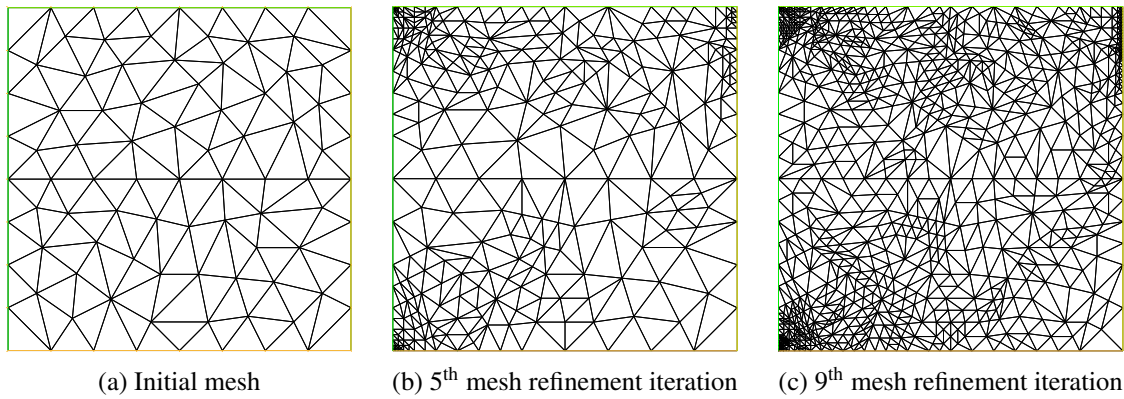 (a) Initial mesh
(b) 5th mesh refinement iteration
(c) 9th mesh refinement iteration